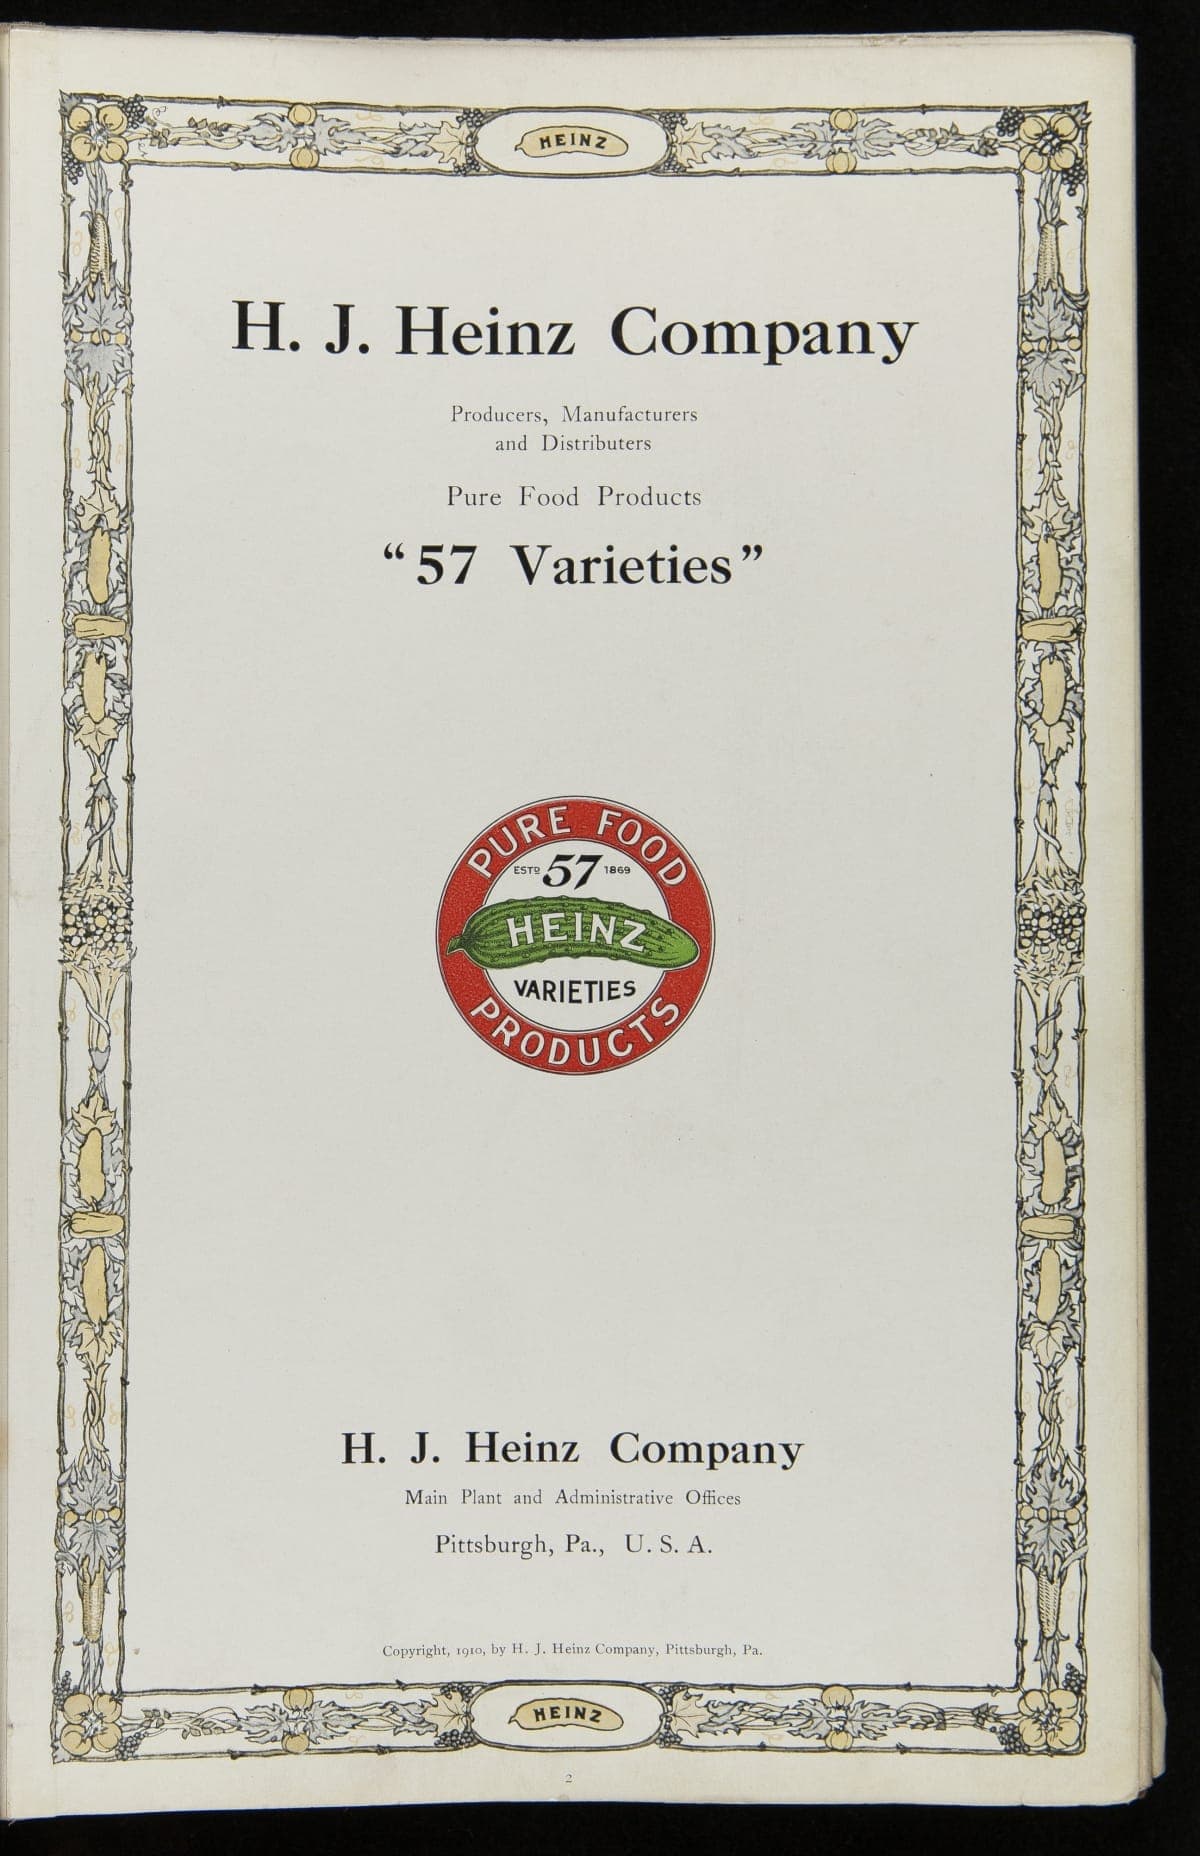 HEINZ
H. J. Heinz Company
Producers, Manufacturers
and Distributers
Pure Food Products
“57 Varieties”
PURE FOOD
ESTD 57 1869
HEINZ
VARIETIES
PRODUCTS
H. J. Heinz Company
Main Plant and Administrative Offices
Pittsburgh, Pa., U. S. A.
Copyright, 1910, by H. J. Heinz Company, Pittsburgh, Pa.
HEINZ
2